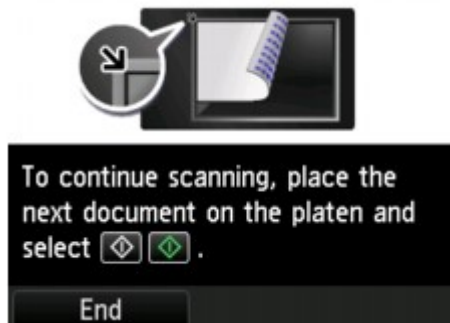 To continue scanning, place the
next document on the platen and
select .
End